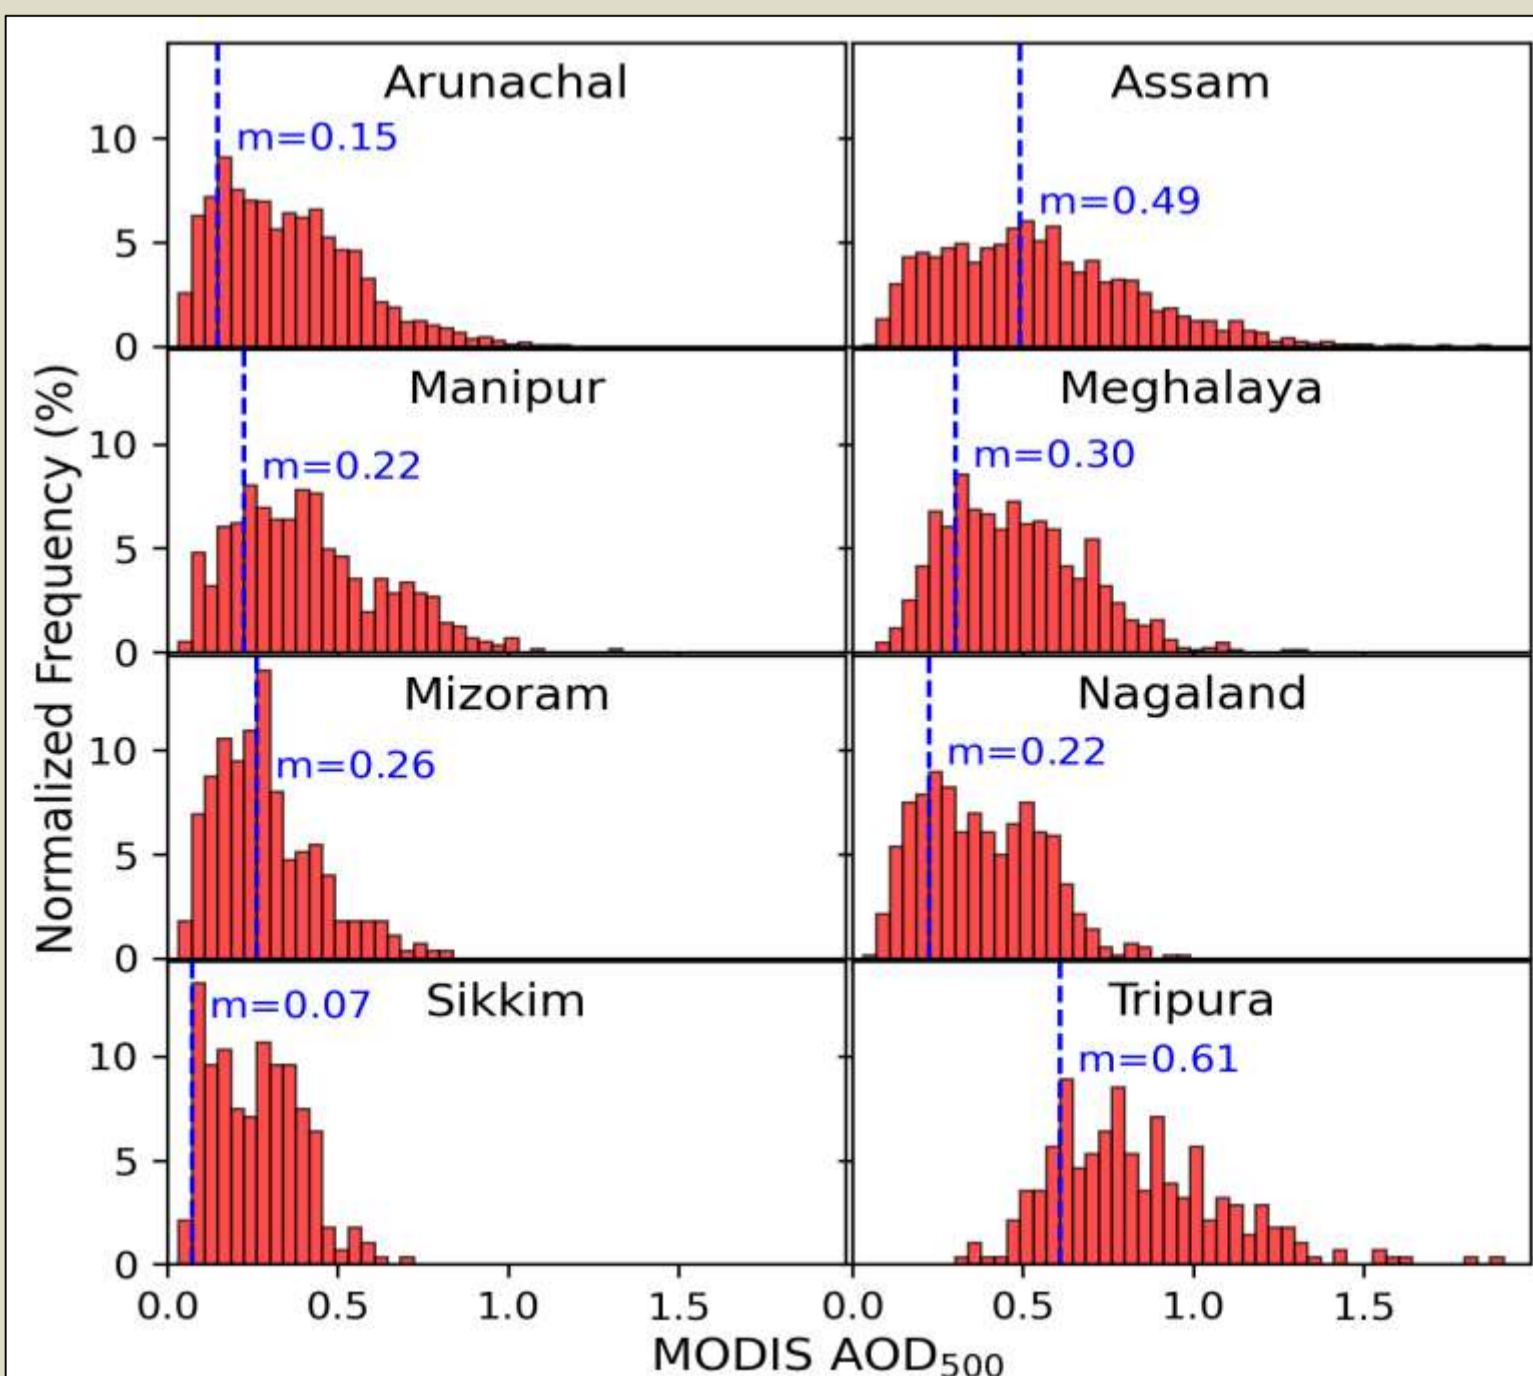 Normalized Frequency (%)
Arunachal
m=0.15
10
5
0
Assam
m=0.49
Manipur
m=0.22
10
5
0
Meghalaya
m=0.30
Mizoram
m=0.26
10
5
0
Nagaland
m=0.22
Sikkim
m=0.07
10
5
0
Tripura
m=0.61
0.0 0.5 1.0 1.5 0.0 0.5 1.0 1.5
MODIS AOD₅₀₀